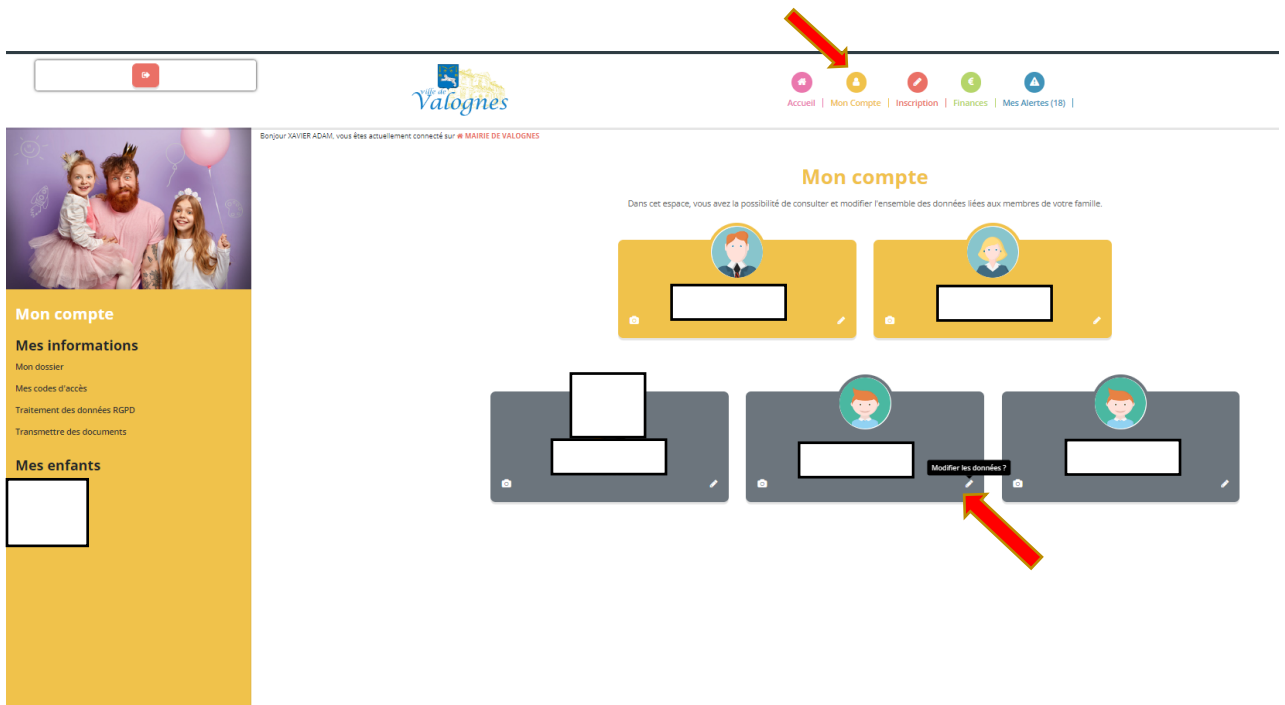 ville de
Valognes
Accueil | Mon Compte | Inscription | Finances | Mes Alertes (18) |
Bonjour XAVIER ADAM, vous êtes actuellement connecté sur MAIRIE DE VALOGNES
Mon compte
Mes informations
Mon dossier
Mes codes d'accès
Traitement des données RGPD
Transmettre des documents
Mes enfants
Mon compte
Dans cet espace, vous avez la possibilité de consulter et modifier l'ensemble des données liées aux membres de votre famille.
Modifier les données ?